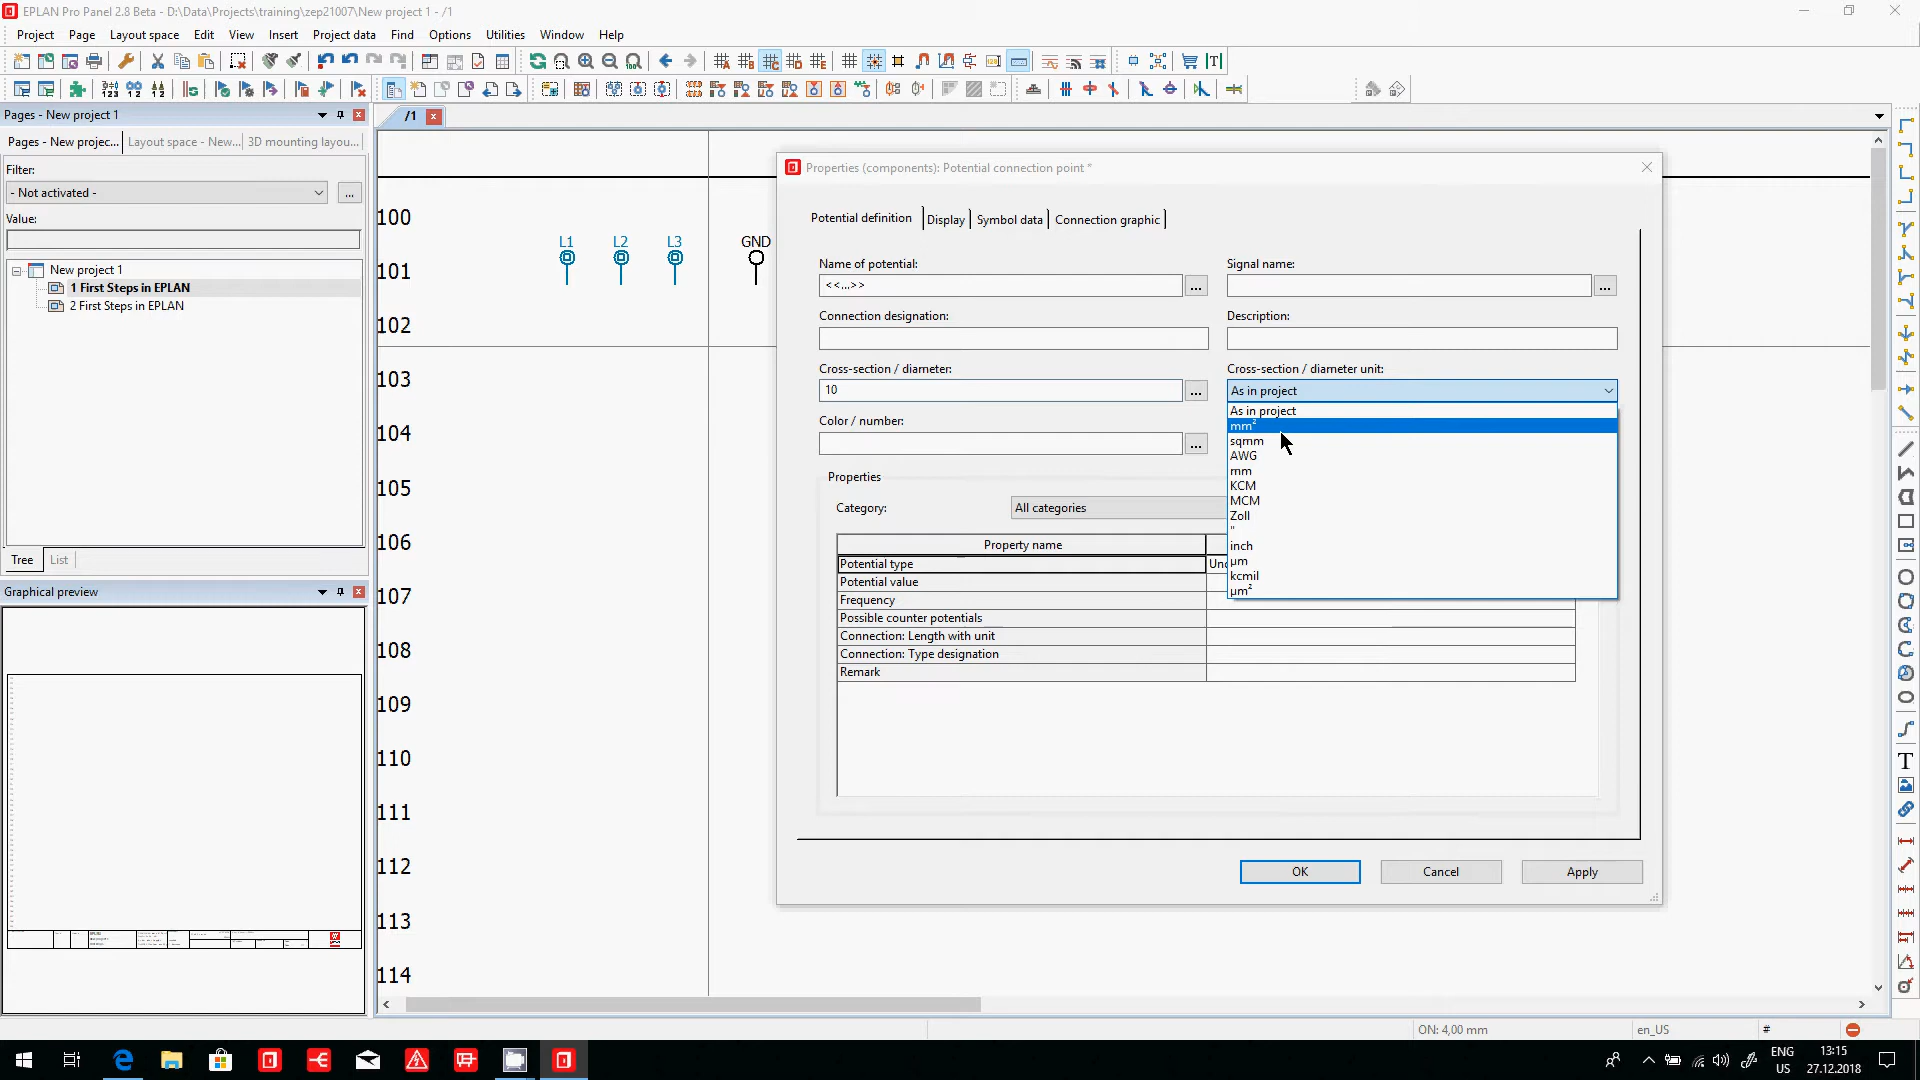 EPLAN Pro Panel 2.8 Beta - D:\Data\Projects\training\zep21007\New project 1 - /1
Project Page Layout space Edit View Insert Project data Find Options Utilities Window Help
Pages - New project 1
Pages - New projec... Layout space - New... 3D mounting layou...
Filter:
- Not activated -
...
Value:
New project 1
1 First Steps in EPLAN
2 First Steps in EPLAN
Tree List
Graphical preview
/1
100
101
102
103
104
105
106
107
108
109
110
111
112
113
114
L1 L2 L3 GND
Properties (components): Potential connection point *
Potential definition Display Symbol data Connection graphic
Name of potential: Signal name:
<<...>> ... ...
Connection designation: Description:
Cross-section / diameter: Cross-section / diameter unit:
10 ... As in project
As in project
mm²
sqmm
AWG
mm
KCM
MCM
Zoll
"
inch
µm
kcmil
µm²
Color / number:
...
Properties
Category: All categories
Property name
Potential type
Potential value
Frequency
Possible counter potentials
Connection: Length with unit
Connection: Type designation
Remark
OK Cancel Apply
ON: 4,00 mm en_US #
ENG
US
13:15
27.12.2018